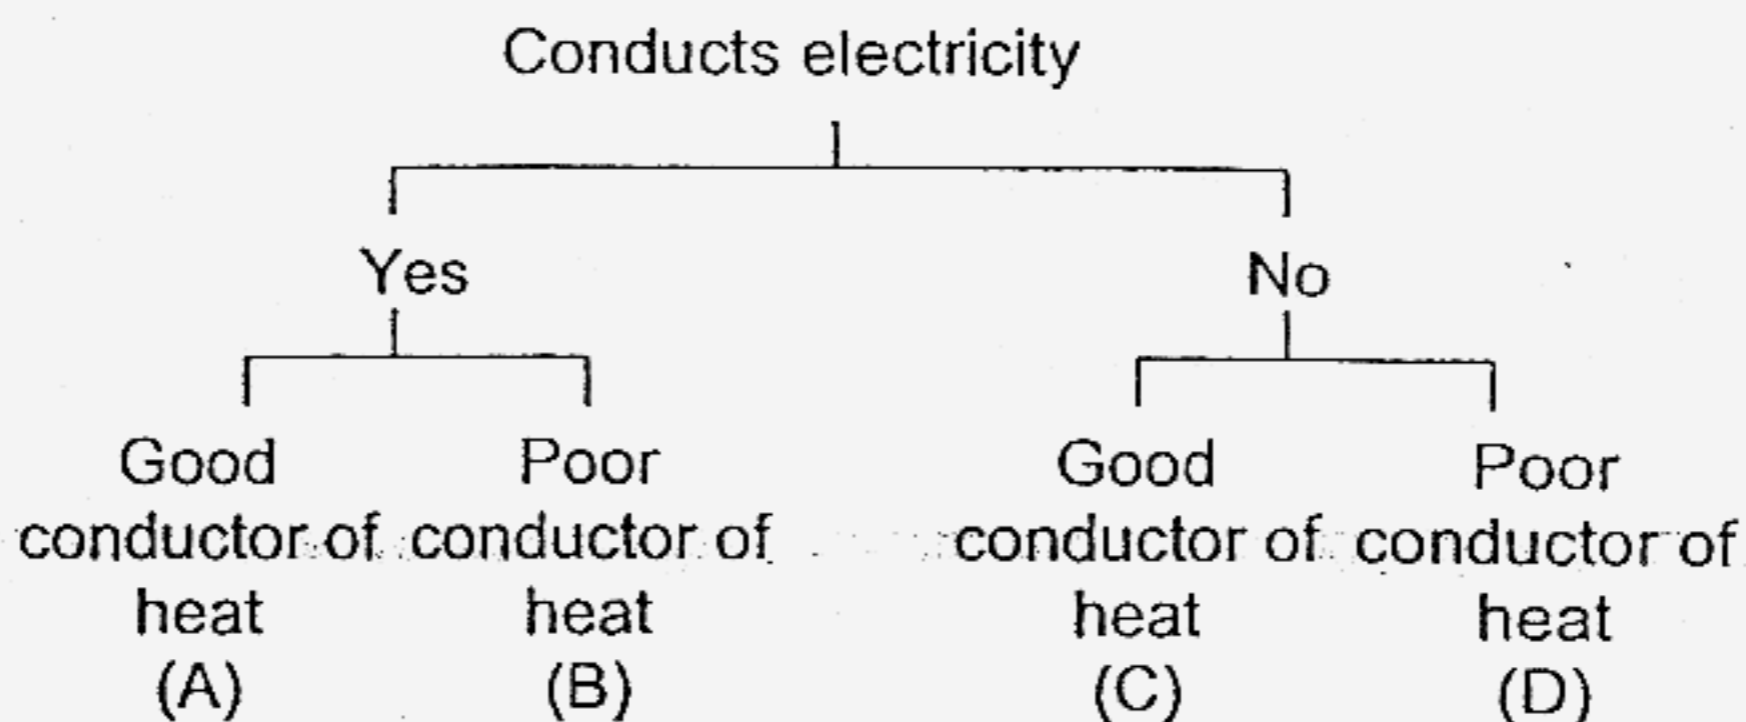 Conducts electricity
Yes
No
Good
conductor of
heat
(A)
Poor
conductor of
heat
(B)
Good
conductor of
heat
(C)
Poor
conductor of
heat
(D)